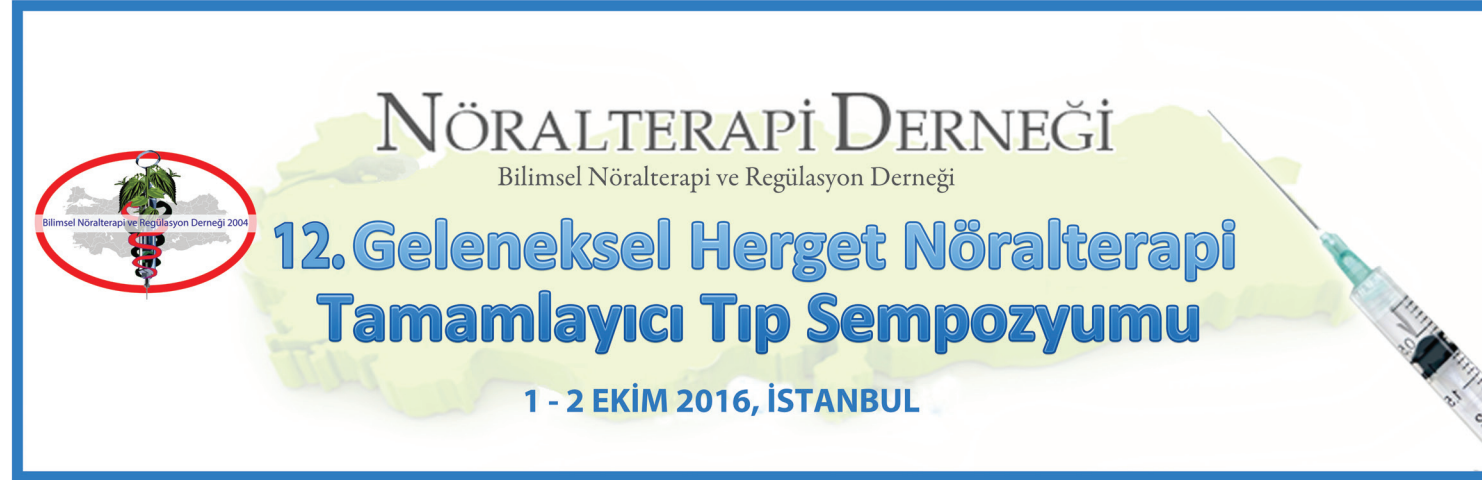 NÖRALTERAPİ DERNEĞİ
Bilimsel Nöralterapi ve Regülasyon Derneği
Bilimsel Nöralterapi ve Regülasyon Derneği 2004
12. Geleneksel Herget Nöralterapi
Tamamlayıcı Tıp Sempozyumu
1 - 2 EKİM 2016, İSTANBUL